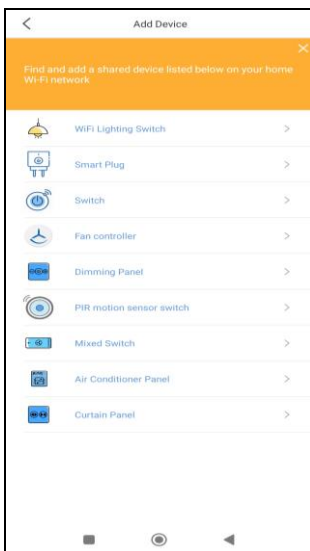 Add Device
Find and add a shared device listed below on your home
Wi-Fi network
WiFi Lighting Switch
Smart Plug
Switch
Fan controller
Dimming Panel
PIR motion sensor switch
Mixed Switch
Air Conditioner Panel
Curtain Panel